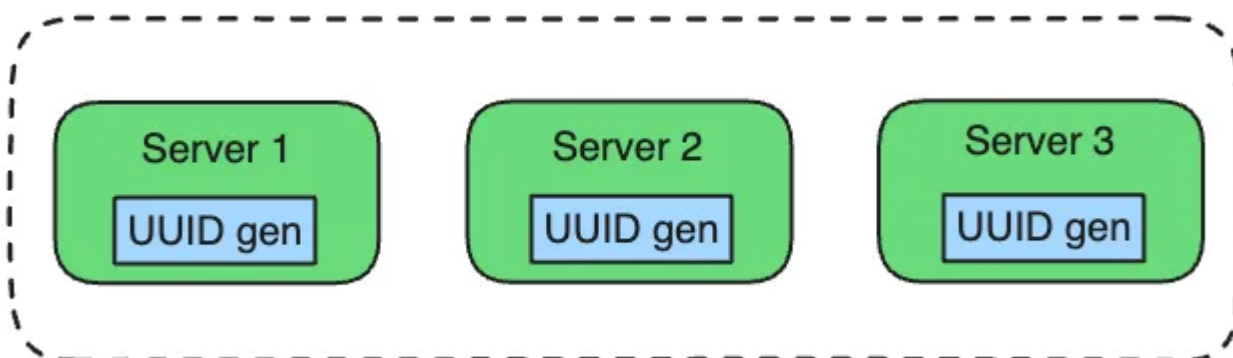 Server 1
UUID gen
Server 2
UUID gen
Server 3
UUID gen